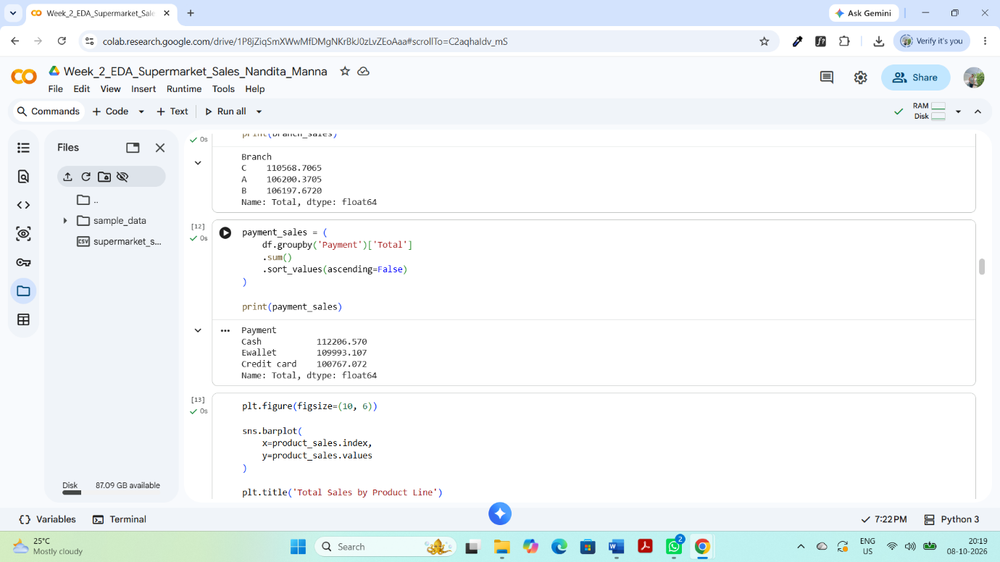 Week_2_EDA_Supermarket_Sale
Ask Gemini
colab.research.google.com/drive/1P8jZiqSmXWwMfDMgNKrBkJ0zLvZEoAaa#scrollTo=C2aqhaIdv_mS
Verify it's you
Week_2_EDA_Supermarket_Sales_Nandita_Manna
File Edit View Insert Runtime Tools Help
Share
Commands + Code + Text Run all
RAM
Disk
Files
..
sample_data
CSV supermarket_s...
Disk 87.09 GB available
0s
print(branch_sales)
Branch
C 110568.7065
A 106200.3705
B 106197.6720
Name: Total, dtype: float64
[12]
0s
payment_sales = (
df.groupby('Payment')['Total']
.sum()
.sort_values(ascending=False)
)
print(payment_sales)
Payment
Cash 112206.570
Ewallet 109993.107
Credit card 100767.072
Name: Total, dtype: float64
[13]
0s
plt.figure(figsize=(10, 6))
sns.barplot(
x=product_sales.index,
y=product_sales.values
)
plt.title('Total Sales by Product Line')
Variables Terminal
7:22 PM Python 3
25°C
Mostly cloudy
Search
2
ENG
US
20:19
08-10-2026